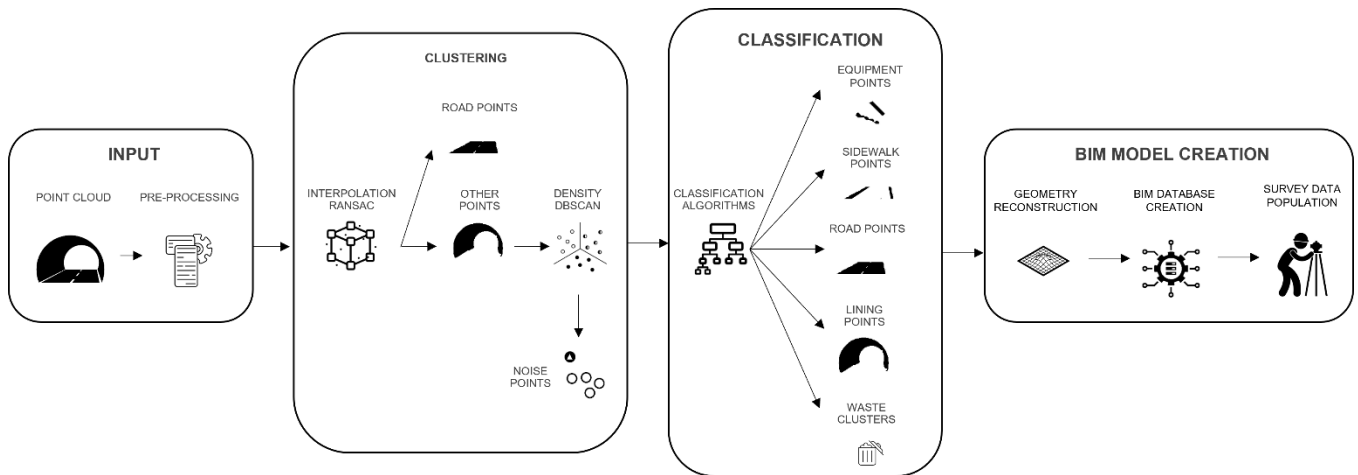 INPUT
POINT CLOUD
PRE-PROCESSING
CLUSTERING
ROAD POINTS
INTERPOLATION
RANSAC
OTHER
POINTS
DENSITY
DBSCAN
NOISE
POINTS
CLASSIFICATION
EQUIPMENT
POINTS
SIDEWALK
POINTS
CLASSIFICATION
ALGORITHMS
ROAD POINTS
LINING
POINTS
WASTE
CLUSTERS
BIM MODEL CREATION
GEOMETRY
RECONSTRUCTION
BIM DATABASE
CREATION
SURVEY DATA
POPULATION